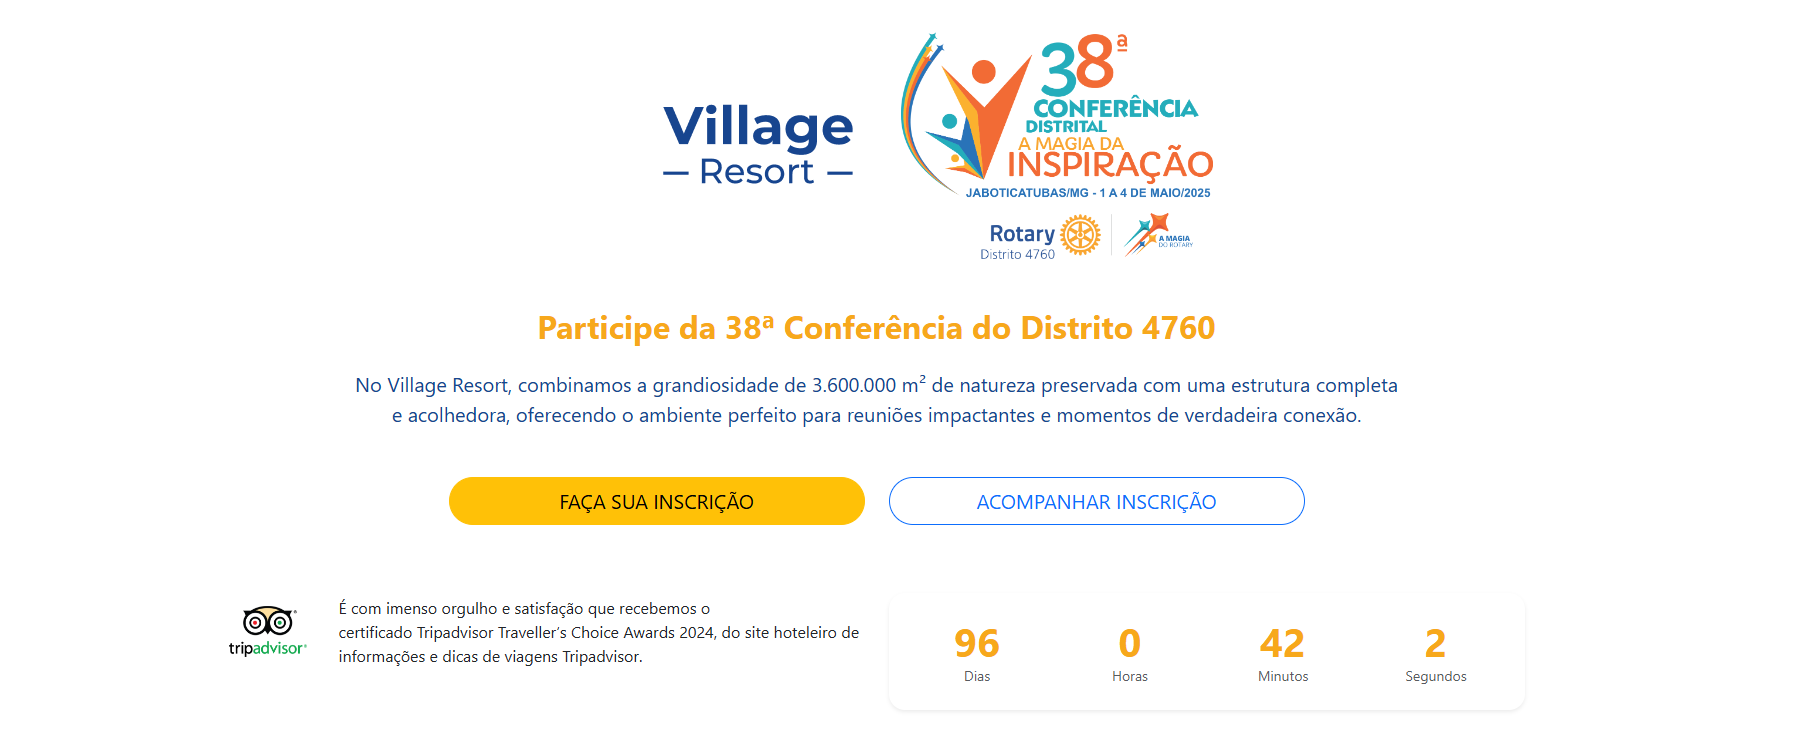 Village
Resort
38ª
CONFERÊNCIA
DISTRITAL
A MAGIA DA
INSPIRAÇÃO
JABOTICATUBAS/MG - 1 A 4 DE MAIO/2025
Rotary
Distrito 4760
A MAGIA
DO ROTARY
Participe da 38ª Conferência do Distrito 4760
No Village Resort, combinamos a grandiosidade de 3.600.000 m² de natureza preservada com uma estrutura completa
e acolhedora, oferecendo o ambiente perfeito para reuniões impactantes e momentos de verdadeira conexão.
FAÇA SUA INSCRIÇÃO
ACOMPANHAR INSCRIÇÃO
tripadvisor®
É com imenso orgulho e satisfação que recebemos o
certificado Tripadvisor Traveller’s Choice Awards 2024, do site hoteleiro de
informações e dicas de viagens Tripadvisor.
96 0 42 2
Dias Horas Minutos Segundos